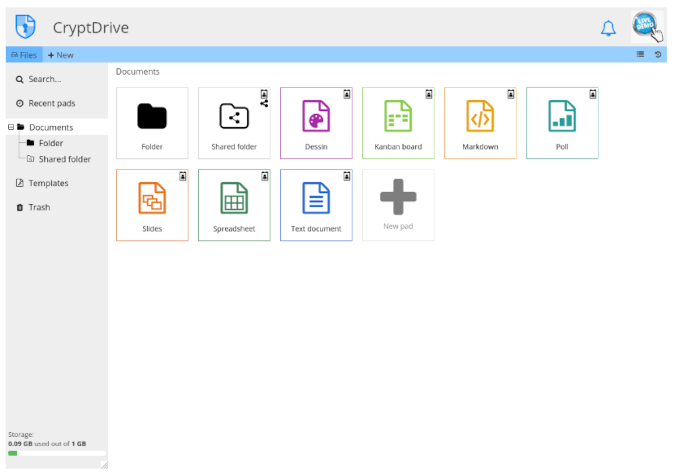 CryptDrive
LIVE
DEMO
Files
+ New
Search...
Recent pads
Documents
Folder
Shared folder
Templates
Trash
Storage:
0.09 GB used out of 1 GB
Documents
Folder
Shared folder
Dessin
Kanban board
Markdown
Poll
Slides
Spreadsheet
Text document
New pad